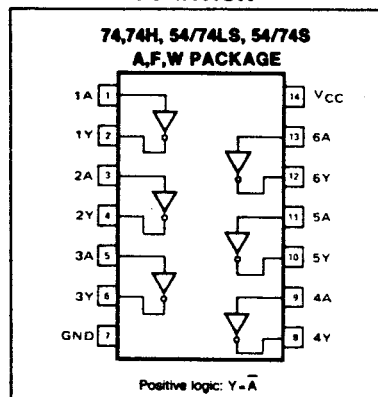 74,74H, 54/74LS, 54/74S
A,F,W PACKAGE
1A 1 14 VCC
1Y 2 13 6A
2A 3 12 6Y
2Y 4 11 5A
3A 5 10 5Y
3Y 6 9 4A
GND 7 8 4Y
Positive logic: Y = A̅